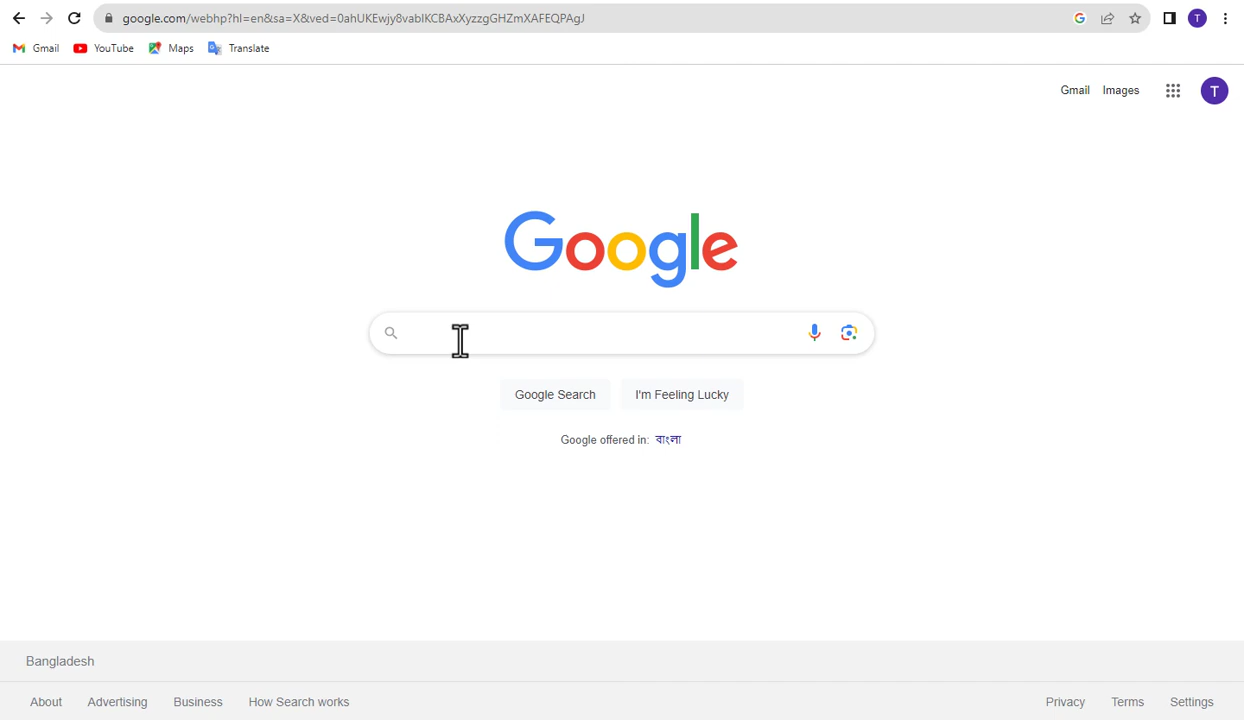 google.com/webhp?hl=en&sa=X&ved=0ahUKEwjy8vablKCBAxXyzzgGHZmXAFEQPAgJ
T
Gmail YouTube Maps Translate
Gmail Images T
Google
Google Search I'm Feeling Lucky
Google offered in: বাংলা
Bangladesh
About Advertising Business How Search works Privacy Terms Settings